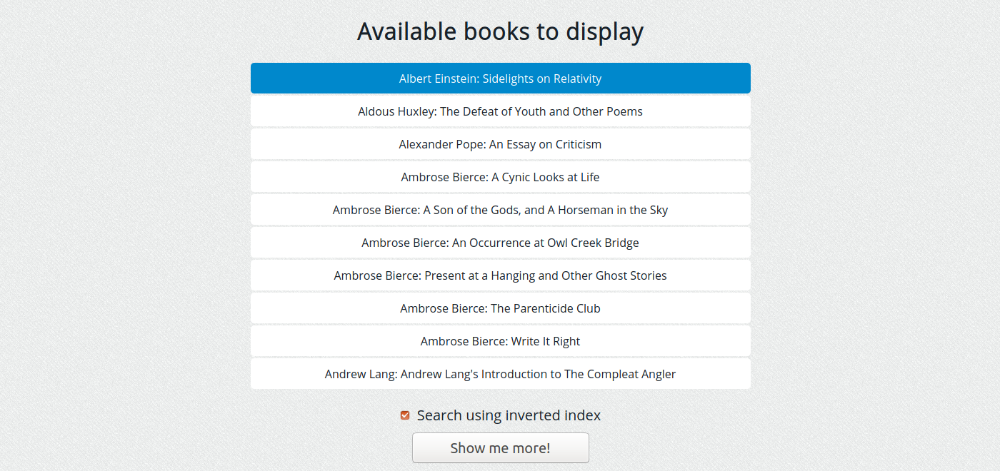 Available books to display
Albert Einstein: Sidelights on Relativity
Aldous Huxley: The Defeat of Youth and Other Poems
Alexander Pope: An Essay on Criticism
Ambrose Bierce: A Cynic Looks at Life
Ambrose Bierce: A Son of the Gods, and A Horseman in the Sky
Ambrose Bierce: An Occurrence at Owl Creek Bridge
Ambrose Bierce: Present at a Hanging and Other Ghost Stories
Ambrose Bierce: The Parenticide Club
Ambrose Bierce: Write It Right
Andrew Lang: Andrew Lang's Introduction to The Compleat Angler
Search using inverted index
Show me more!